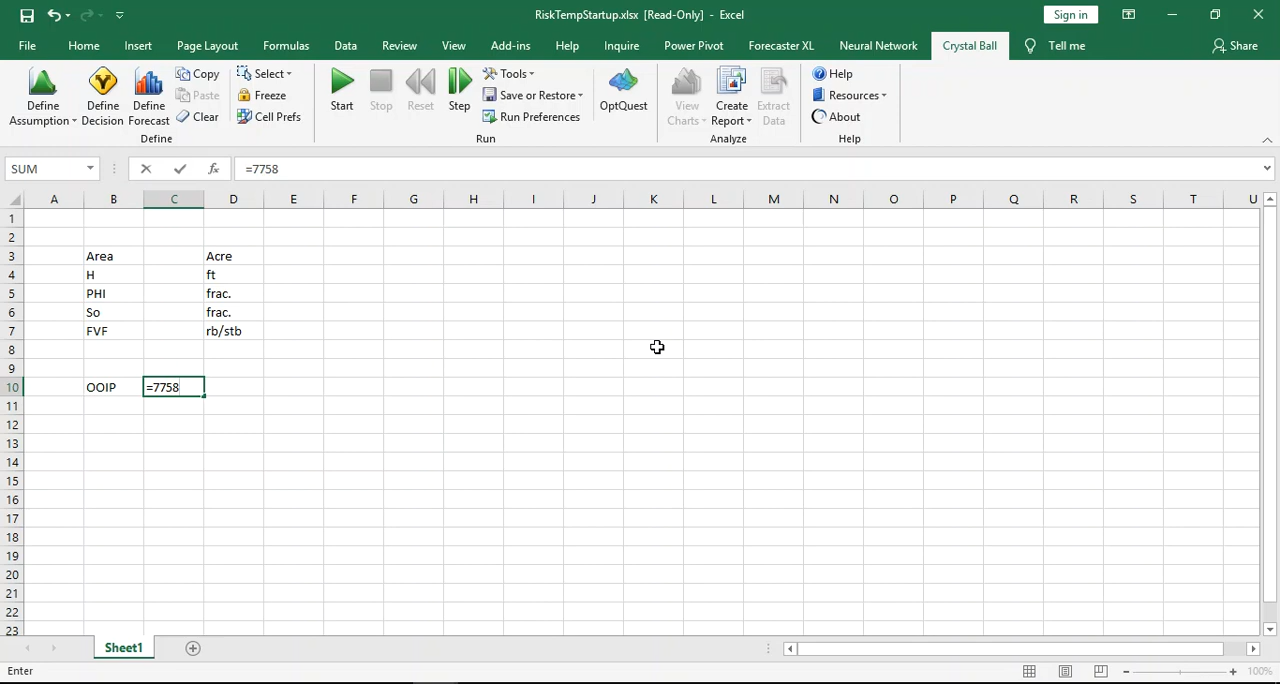 RiskTempStartup.xlsx [Read-Only] - Excel
Sign in
File Home Insert Page Layout Formulas Data Review View Add-ins Help Inquire Power Pivot Forecaster XL Neural Network Crystal Ball Tell me Share
Define Assumption
Define Decision
Define Forecast
Copy
Paste
Clear
Select
Freeze
Cell Prefs
Define
Start
Stop
Reset
Step
Tools
Save or Restore
Run Preferences
OptQuest
Run
View Charts
Create Report
Extract Data
Analyze
Help
Resources
About
Help
SUM fx =7758
A B C D E F G H I J K L M N O P Q R S T U
1
2
3 Area Acre
4 H ft
5 PHI frac.
6 So frac.
7 FVF rb/stb
8
9
10 OOIP =7758
11
12
13
14
15
16
17
18
19
20
21
22
23
Sheet1
Enter 100%